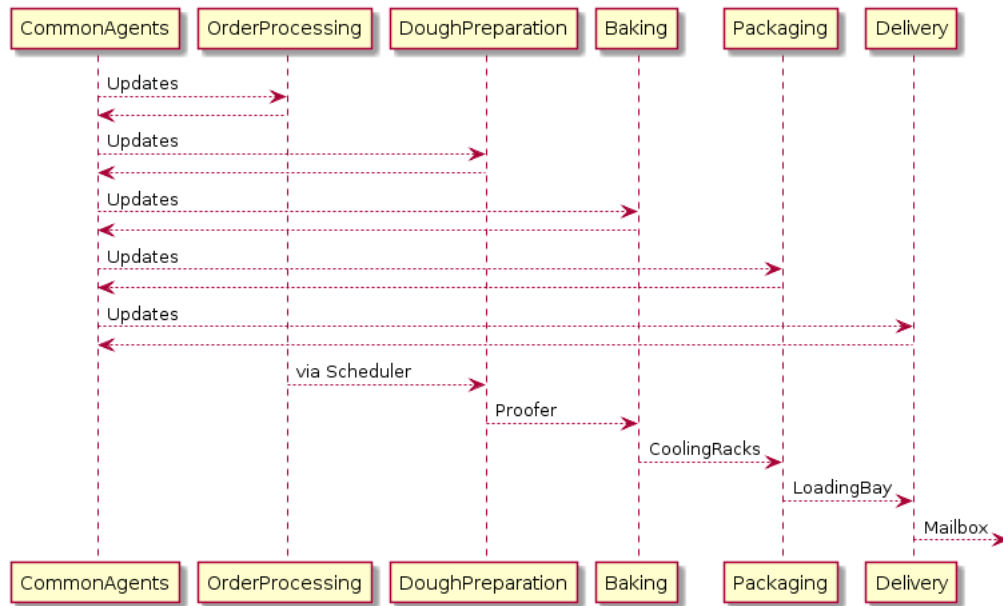 CommonAgents OrderProcessing DoughPreparation Baking Packaging Delivery
Updates
Updates
Updates
Updates
Updates
via Scheduler
Proofer
CoolingRacks
LoadingBay
Mailbox
CommonAgents OrderProcessing DoughPreparation Baking Packaging Delivery